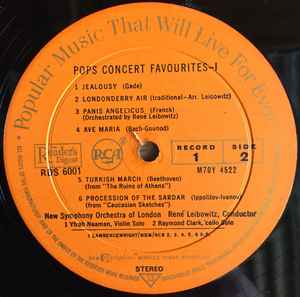 Popular Music That Will Live For Ever
POPS CONCERT FAVOURITES—1
1 JEALOUSY (Gade)
2 LONDONDERRY AIR (traditional—Arr. Leibowitz)
3 PANIS ANGELICUS (Franck)
(Orchestrated by René Leibowitz)
4 AVE MARIA (Bach-Gounod)
Reader's
Digest
RCA
RECORD SIDE
1 2
RDS 6001
M70Y 4522
5 TURKISH MARCH (Beethoven)
(from "The Ruins of Athens")
6 PROCESSION OF THE SARDAR (Ippolitov-Ivanov)
(from "Caucasian Sketches")
New Symphony Orchestra of London René Leibowitz, Conductor
1 Yfrah Neaman, Violin Solo 2 Raymond Clark, 'cello Solo
STEREO